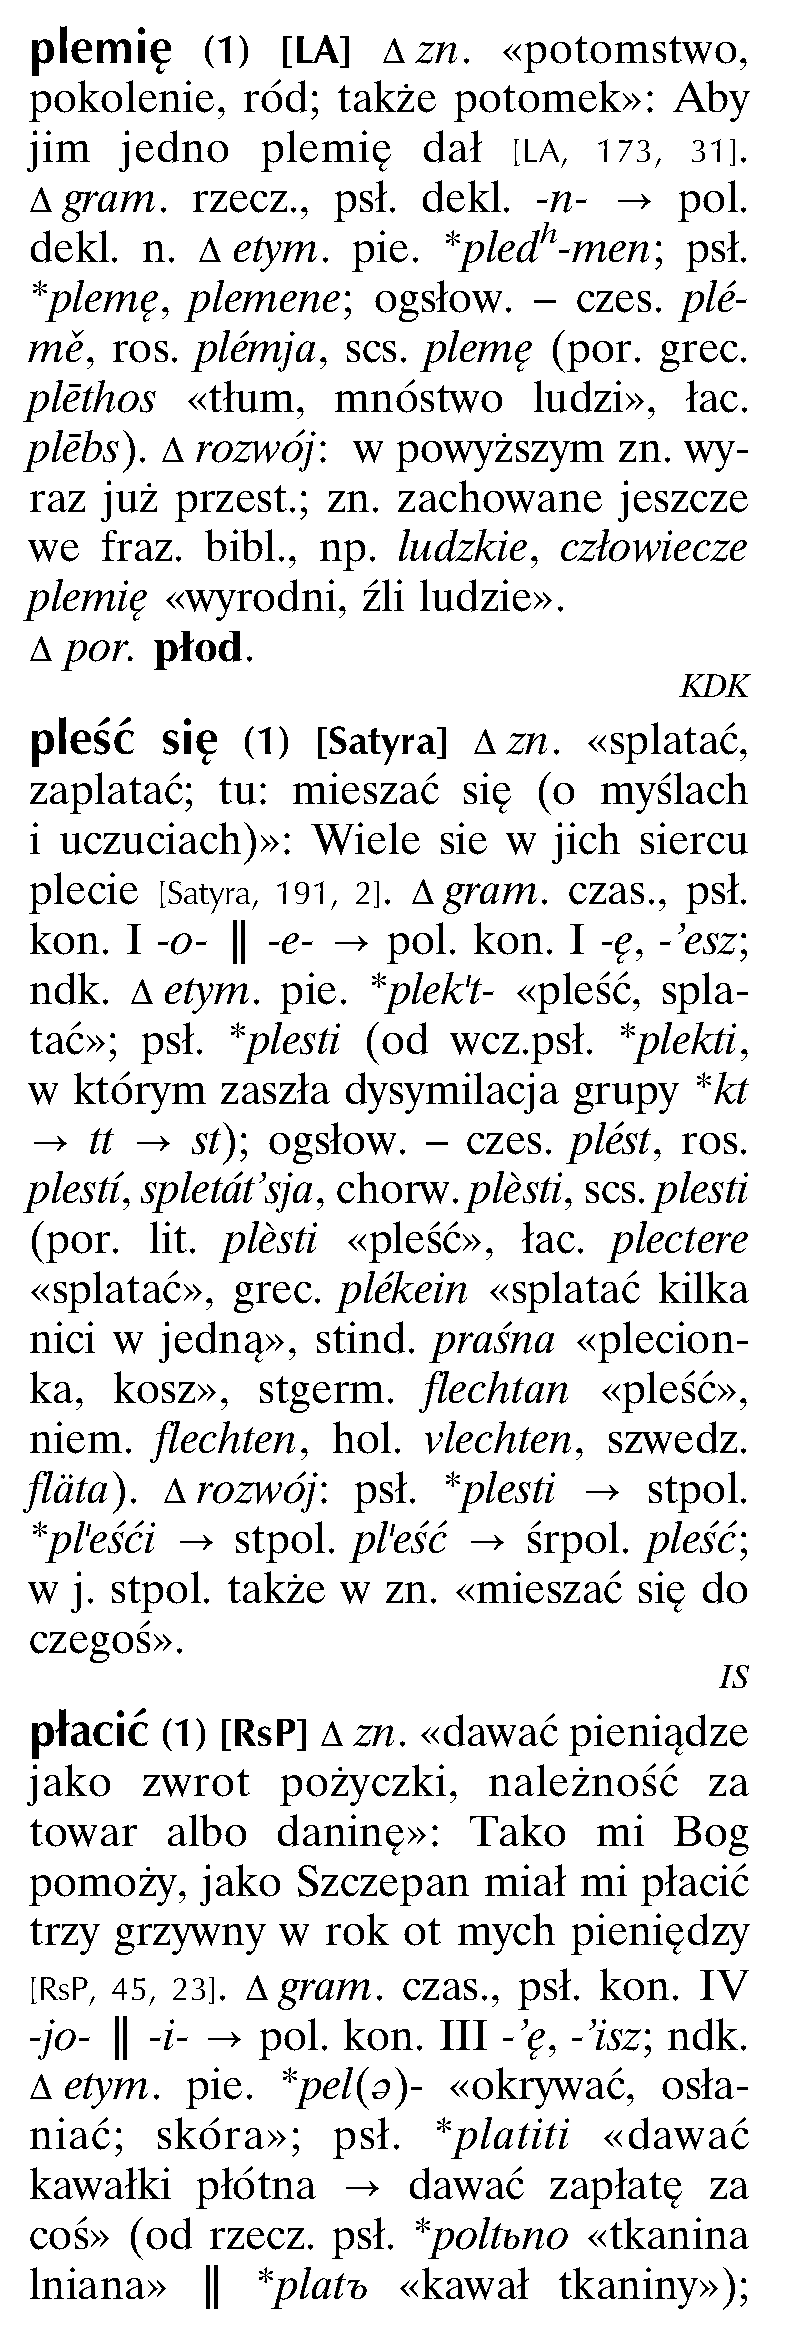 plemię (1) [LA] Δ zn. «potomstwo,
pokolenie, ród; także potomek»: Aby
jim jedno plemię dał [LA, 173, 31].
Δ gram. rzecz., psł. dekl. -n- → pol.
dekl. n. Δ etym. pie. *pledʰ-men; psł.
*plemę, plemene; ogsłow. – czes. plé-
mě, ros. plémja, scs. plemę (por. grec.
plēthos «tłum, mnóstwo ludzi», łac.
plēbs). Δ rozwój: w powyższym zn. wy-
raz już przest.; zn. zachowane jeszcze
we fraz. bibl., np. ludzkie, człowiecze
plemię «wyrodni, źli ludzie».
Δ por. płod.
KDK
pleść się (1) [Satyra] Δ zn. «splatać,
zaplatać; tu: mieszać się (o myślach
i uczuciach)»: Wiele sie w jich siercu
plecie [Satyra, 191, 2]. Δ gram. czas., psł.
kon. I -o- ‖ -e- → pol. kon. I -ę, -’esz;
ndk. Δ etym. pie. *plek't- «pleść, spla-
tać»; psł. *plesti (od wcz.psł. *plekti,
w którym zaszła dysymilacja grupy *kt
→ tt → st); ogsłow. – czes. plést, ros.
plestí, spletát’sja, chorw. plèsti, scs. plesti
(por. lit. plèsti «pleść», łac. plectere
«splatać», grec. plékein «splatać kilka
nici w jedną», stind. praśna «plecion-
ka, kosz», stgerm. flechtan «pleść»,
niem. flechten, hol. vlechten, szwedz.
fläta). Δ rozwój: psł. *plesti → stpol.
*pl'eśći → stpol. pl'eść → śrpol. pleść;
w j. stpol. także w zn. «mieszać się do
czegoś».
IS
płacić (1) [RsP] Δ zn. «dawać pieniądze
jako zwrot pożyczki, należność za
towar albo daninę»: Tako mi Bog
pomoży, jako Szczepan miał mi płacić
trzy grzywny w rok ot mych pieniędzy
[RsP, 45, 23]. Δ gram. czas., psł. kon. IV
-jo- ‖ -i- → pol. kon. III -’ę, -’isz; ndk.
Δ etym. pie. *pel(ə)- «okrywać, osła-
niać; skóra»; psł. *platiti «dawać
kawałki płótna → dawać zapłatę za
coś» (od rzecz. psł. *poltьno «tkanina
lniana» ‖ *platъ «kawał tkaniny»);